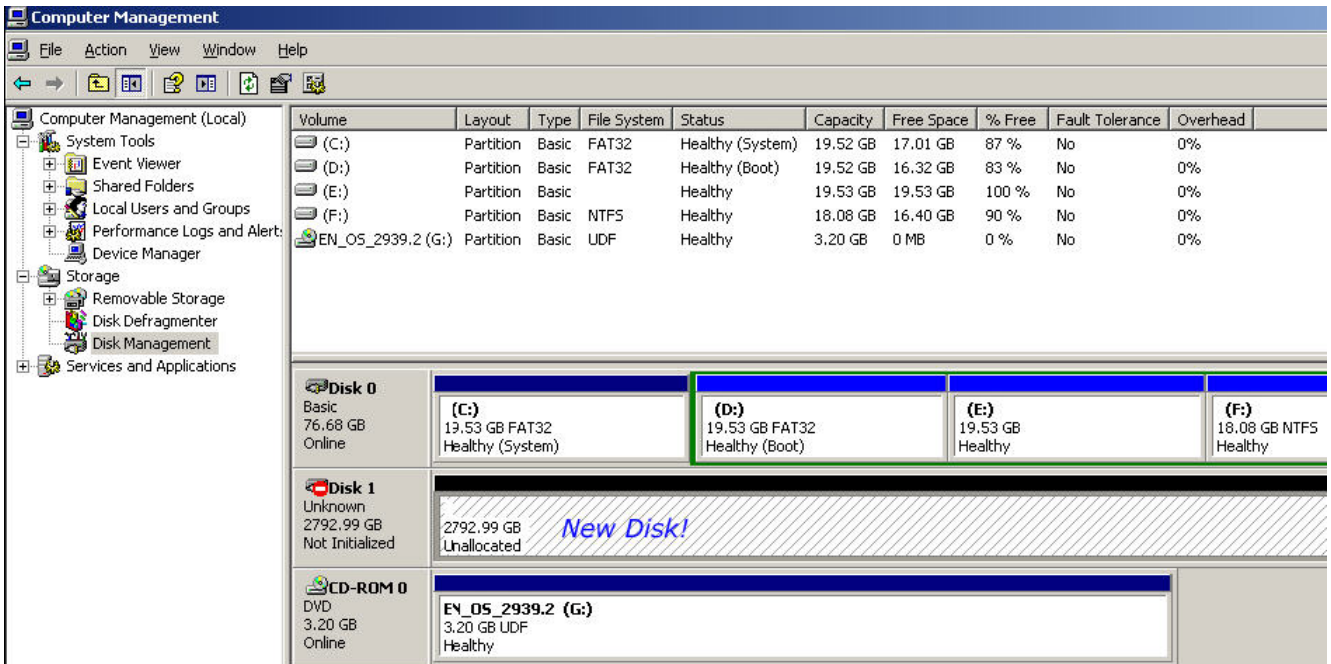 Computer Management
File Action View Window Help
Computer Management (Local)
System Tools
Event Viewer
Shared Folders
Local Users and Groups
Performance Logs and Alert
Device Manager
Storage
Removable Storage
Disk Defragmenter
Disk Management
Services and Applications
Volume Layout Type File System Status Capacity Free Space % Free Fault Tolerance Overhead
(C:) Partition Basic FAT32 Healthy (System) 19.52 GB 17.01 GB 87 % No 0%
(D:) Partition Basic FAT32 Healthy (Boot) 19.52 GB 16.32 GB 83 % No 0%
(E:) Partition Basic Healthy 19.53 GB 19.53 GB 100 % No 0%
(F:) Partition Basic NTFS Healthy 18.08 GB 16.40 GB 90 % No 0%
EN_OS_2939.2 (G:) Partition Basic UDF Healthy 3.20 GB 0 MB 0 % No 0%
Disk 0
Basic
76.68 GB
Online
(C:)
19.53 GB FAT32
Healthy (System)
(D:)
19.53 GB FAT32
Healthy (Boot)
(E:)
19.53 GB
Healthy
(F:)
18.08 GB NTFS
Healthy
Disk 1
Unknown
2792.99 GB
Not Initialized
2792.99 GB
Unallocated
New Disk!
CD-ROM 0
DVD
3.20 GB
Online
EN_OS_2939.2 (G:)
3.20 GB UDF
Healthy